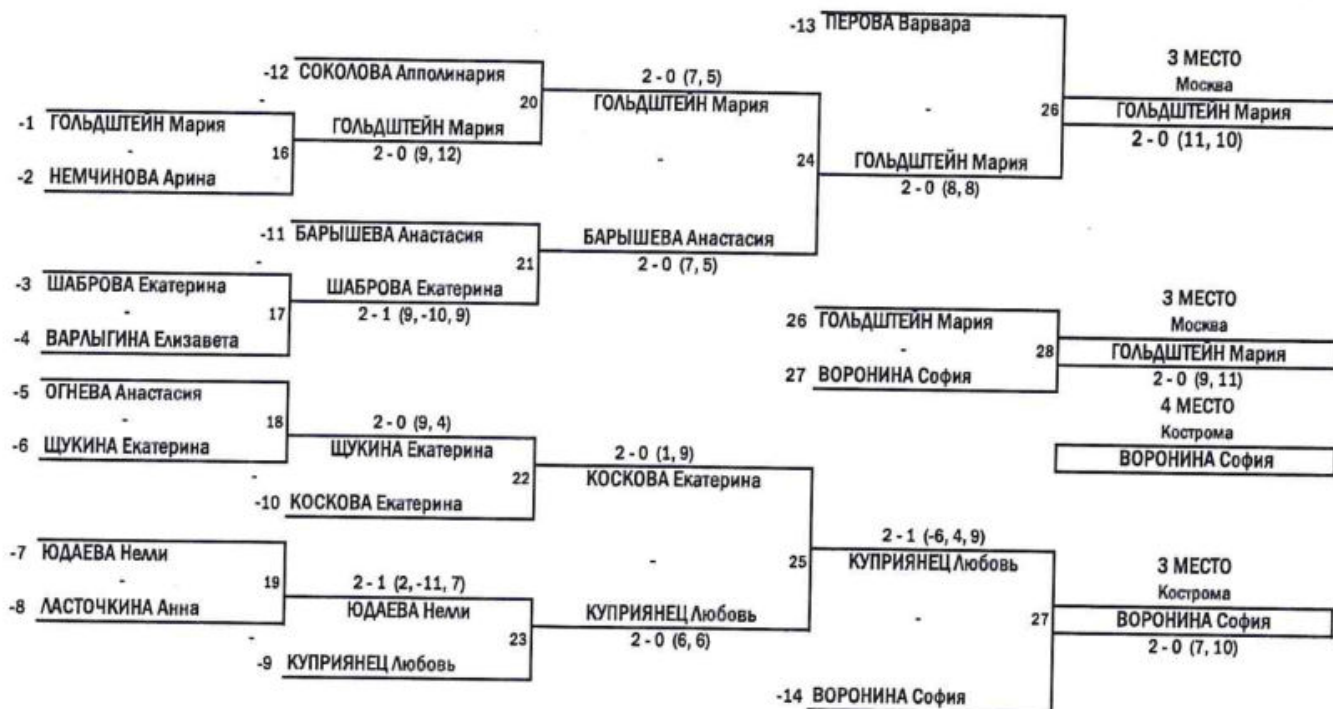 -13 ПЕРОВА Варвара
3 МЕСТО
Москва
-12 СОКОЛОВА Апполинария
2 - 0 (7, 5)
-
20
ГОЛЬДШТЕЙН Мария
-
26
ГОЛЬДШТЕЙН Мария
2 - 0 (11, 10)
-1 ГОЛЬДШТЕЙН Мария
ГОЛЬДШТЕЙН Мария
-
16
2 - 0 (9, 12)
-
24
ГОЛЬДШТЕЙН Мария
2 - 0 (8, 8)
-2 НЕМЧИНОВА Арина
-11 БАРЫШЕВА Анастасия
БАРЫШЕВА Анастасия
-
21
2 - 0 (7, 5)
-3 ШАБРОВА Екатерина
ШАБРОВА Екатерина
-
17
2 - 1 (9, -10, 9)
-4 ВАРЛЫГИНА Елизавета
26 ГОЛЬДШТЕЙН Мария
3 МЕСТО
Москва
-
28
ГОЛЬДШТЕЙН Мария
27 ВОРОНИНА София
2 - 0 (9, 11)
4 МЕСТО
Кострома
ВОРОНИНА София
-5 ОГНЕВА Анастасия
-
18
2 - 0 (9, 4)
-6 ЩУКИНА Екатерина
ЩУКИНА Екатерина
2 - 0 (1, 9)
-
22
КОСКОВА Екатерина
-10 КОСКОВА Екатерина
-7 ЮДАЕВА Нелли
2 - 1 (-6, 4, 9)
-
19
2 - 1 (2, -11, 7)
-
25
КУПРИЯНЕЦ Любовь
3 МЕСТО
Кострома
-8 ЛАСТОЧКИНА Анна
ЮДАЕВА Нелли
КУПРИЯНЕЦ Любовь
-
27
ВОРОНИНА София
-
23
2 - 0 (6, 6)
2 - 0 (7, 10)
-9 КУПРИЯНЕЦ Любовь
-14 ВОРОНИНА София